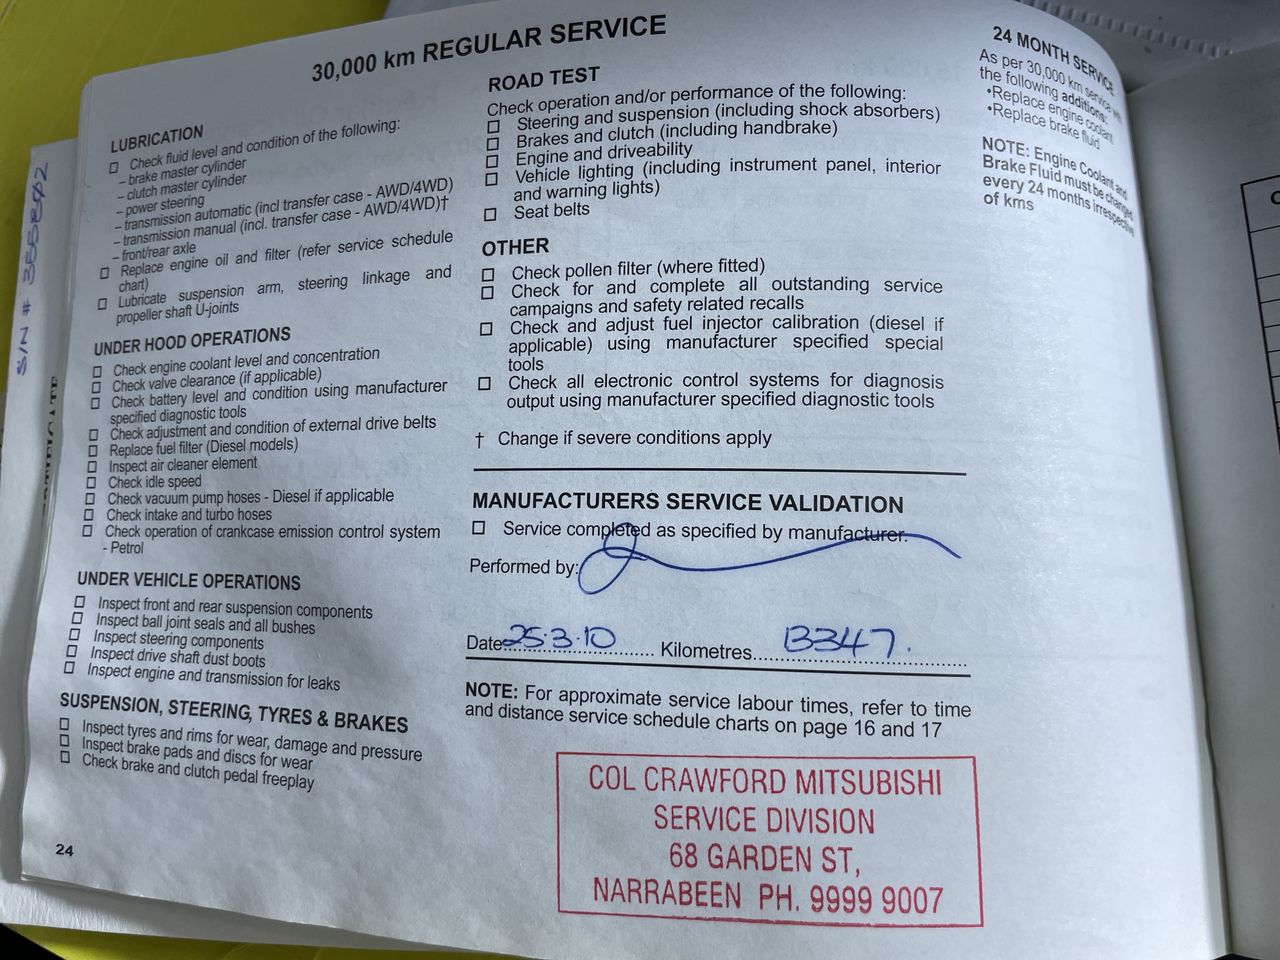 30,000 km REGULAR SERVICE
LUBRICATION
Check fluid level and condition of the following:
– brake master cylinder
– clutch master cylinder
– power steering
– transmission automatic (incl transfer case - AWD/4WD)
– transmission manual (incl. transfer case - AWD/4WD)†
– front/rear axle
Replace engine oil and filter (refer service schedule
chart)
Lubricate suspension arm, steering linkage and
propeller shaft U-joints
UNDER HOOD OPERATIONS
Check engine coolant level and concentration
Check valve clearance (if applicable)
Check battery level and condition using manufacturer
specified diagnostic tools
Check adjustment and condition of external drive belts
Replace fuel filter (Diesel models)
Inspect air cleaner element
Check idle speed
Check vacuum pump hoses - Diesel if applicable
Check intake and turbo hoses
Check operation of crankcase emission control system
- Petrol
UNDER VEHICLE OPERATIONS
Inspect front and rear suspension components
Inspect ball joint seals and all bushes
Inspect steering components
Inspect drive shaft dust boots
Inspect engine and transmission for leaks
SUSPENSION, STEERING, TYRES & BRAKES
Inspect tyres and rims for wear, damage and pressure
Inspect brake pads and discs for wear
Check brake and clutch pedal freeplay
24
ROAD TEST
Check operation and/or performance of the following:
Steering and suspension (including shock absorbers)
Brakes and clutch (including handbrake)
Engine and driveability
Vehicle lighting (including instrument panel, interior
and warning lights)
Seat belts
OTHER
Check pollen filter (where fitted)
Check for and complete all outstanding service
campaigns and safety related recalls
Check and adjust fuel injector calibration (diesel if
applicable) using manufacturer specified special
tools
Check all electronic control systems for diagnosis
output using manufacturer specified diagnostic tools
† Change if severe conditions apply
MANUFACTURERS SERVICE VALIDATION
Service completed as specified by manufacturer.
Performed by:
Date 25.3.10 Kilometres 13347.
NOTE: For approximate service labour times, refer to time
and distance service schedule charts on page 16 and 17
COL CRAWFORD MITSUBISHI
SERVICE DIVISION
68 GARDEN ST,
NARRABEEN PH. 9999 9007
24 MONTH SERVICE
As per 30,000 km service with
the following additions:
•Replace engine coolant
•Replace brake fluid
NOTE: Engine Coolant and
Brake Fluid must be changed
every 24 months irrespective
of kms
S/N #